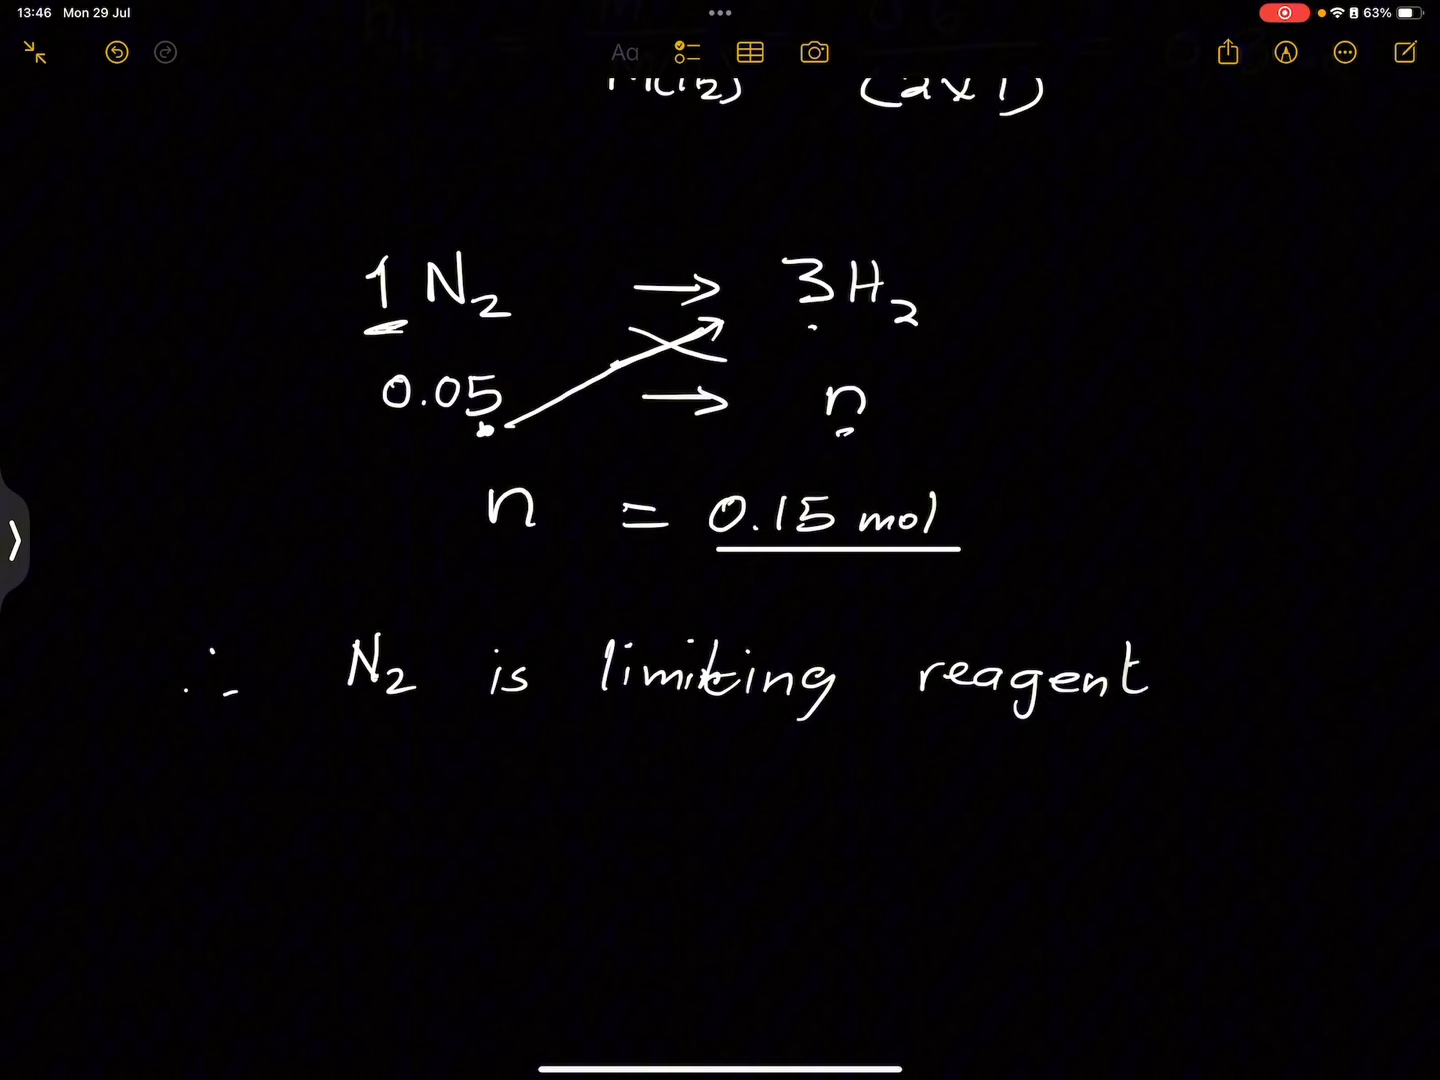 13:46 Mon 29 Jul
63%
Aa
(2x1)
1 N2 → 3H2
0.05 → n
n = 0.15 mol
∴ N2 is limiting reagent